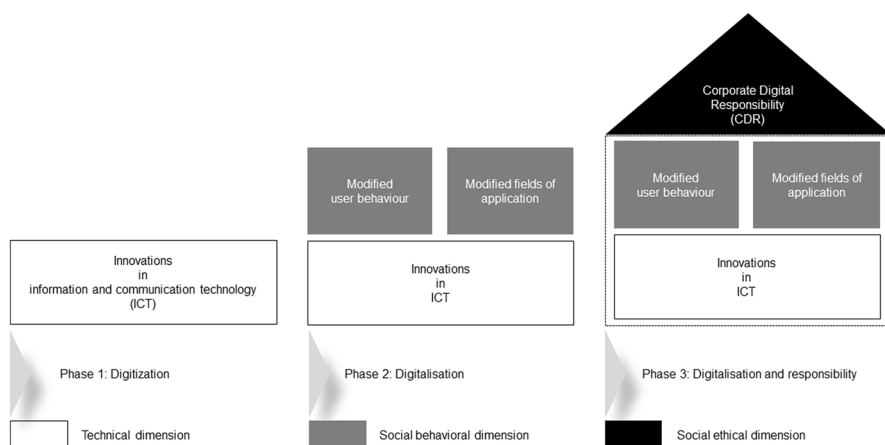 Corporate Digital
Responsibility
(CDR)
Modified
user behaviour
Modified fields of
application
Modified
user behaviour
Modified fields of
application
Innovations
in
information and communication technology
(ICT)
Innovations
in
ICT
Innovations
in
ICT
Phase 1: Digitization
Phase 2: Digitalisation
Phase 3: Digitalisation and responsibility
Technical dimension
Social behavioral dimension
Social ethical dimension